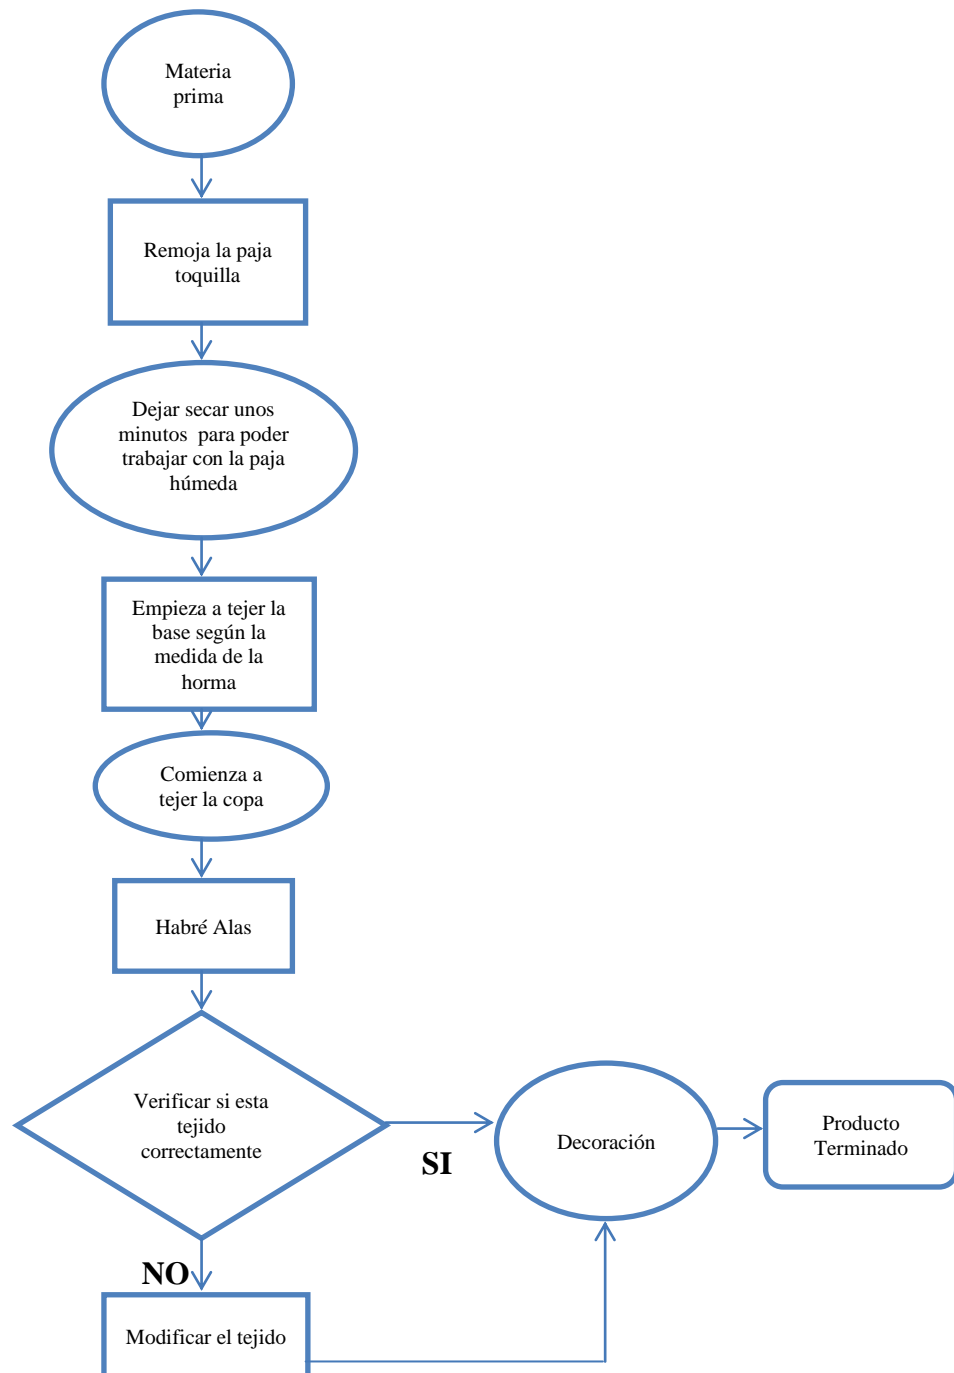 Materia
prima
Remoja la paja
toquilla
Dejar secar unos
minutos para poder
trabajar con la paja
húmeda
Empieza a tejer la
base según la
medida de la
horma
Comienza a
tejer la copa
Habré Alas
Verificar si esta
tejido
correctamente
SI
Decoración
Producto
Terminado
NO
Modificar el tejido